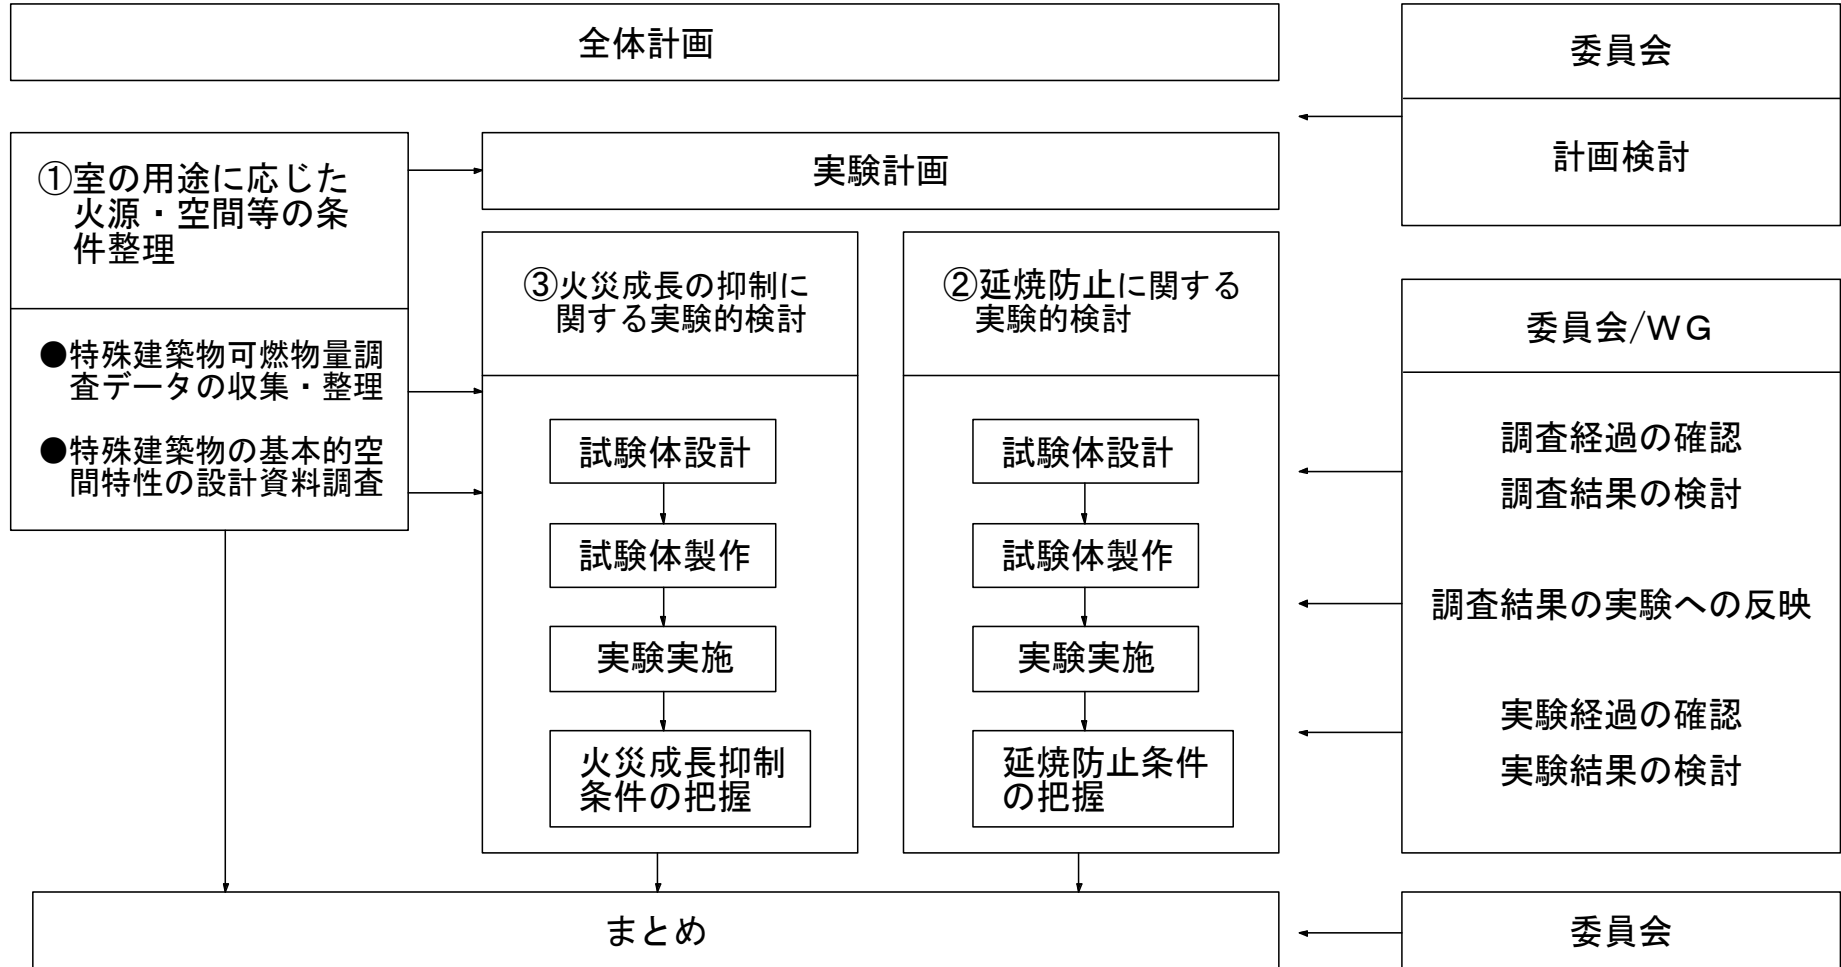 全体計画
委員会
計画検討
①室の用途に応じた
火源・空間等の条
件整理
実験計画
●特殊建築物可燃物量調
査データの収集・整理
●特殊建築物の基本的空
間特性の設計資料調査
③火災成長の抑制に
関する実験的検討
試験体設計
試験体製作
実験実施
火災成長抑制
条件の把握
②延焼防止に関する
実験的検討
試験体設計
試験体製作
実験実施
延焼防止条件
の把握
委員会/WG
調査経過の確認
調査結果の検討
調査結果の実験への反映
実験経過の確認
実験結果の検討
まとめ
委員会